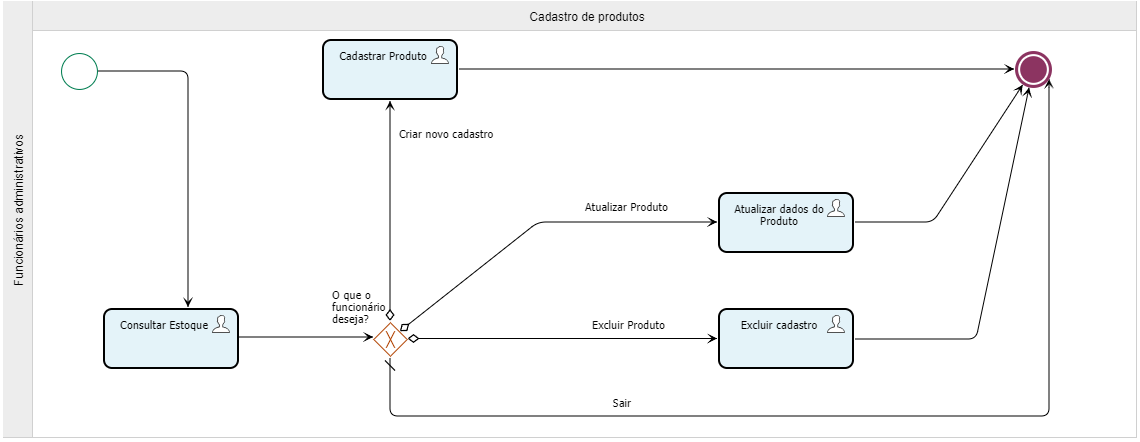 Cadastro de produtos
Funcionários administrativos
Cadastrar Produto
Criar novo cadastro
Atualizar Produto
Atualizar dados do
Produto
O que o
funcionário
deseja?
Consultar Estoque
Excluir Produto
Excluir cadastro
Sair